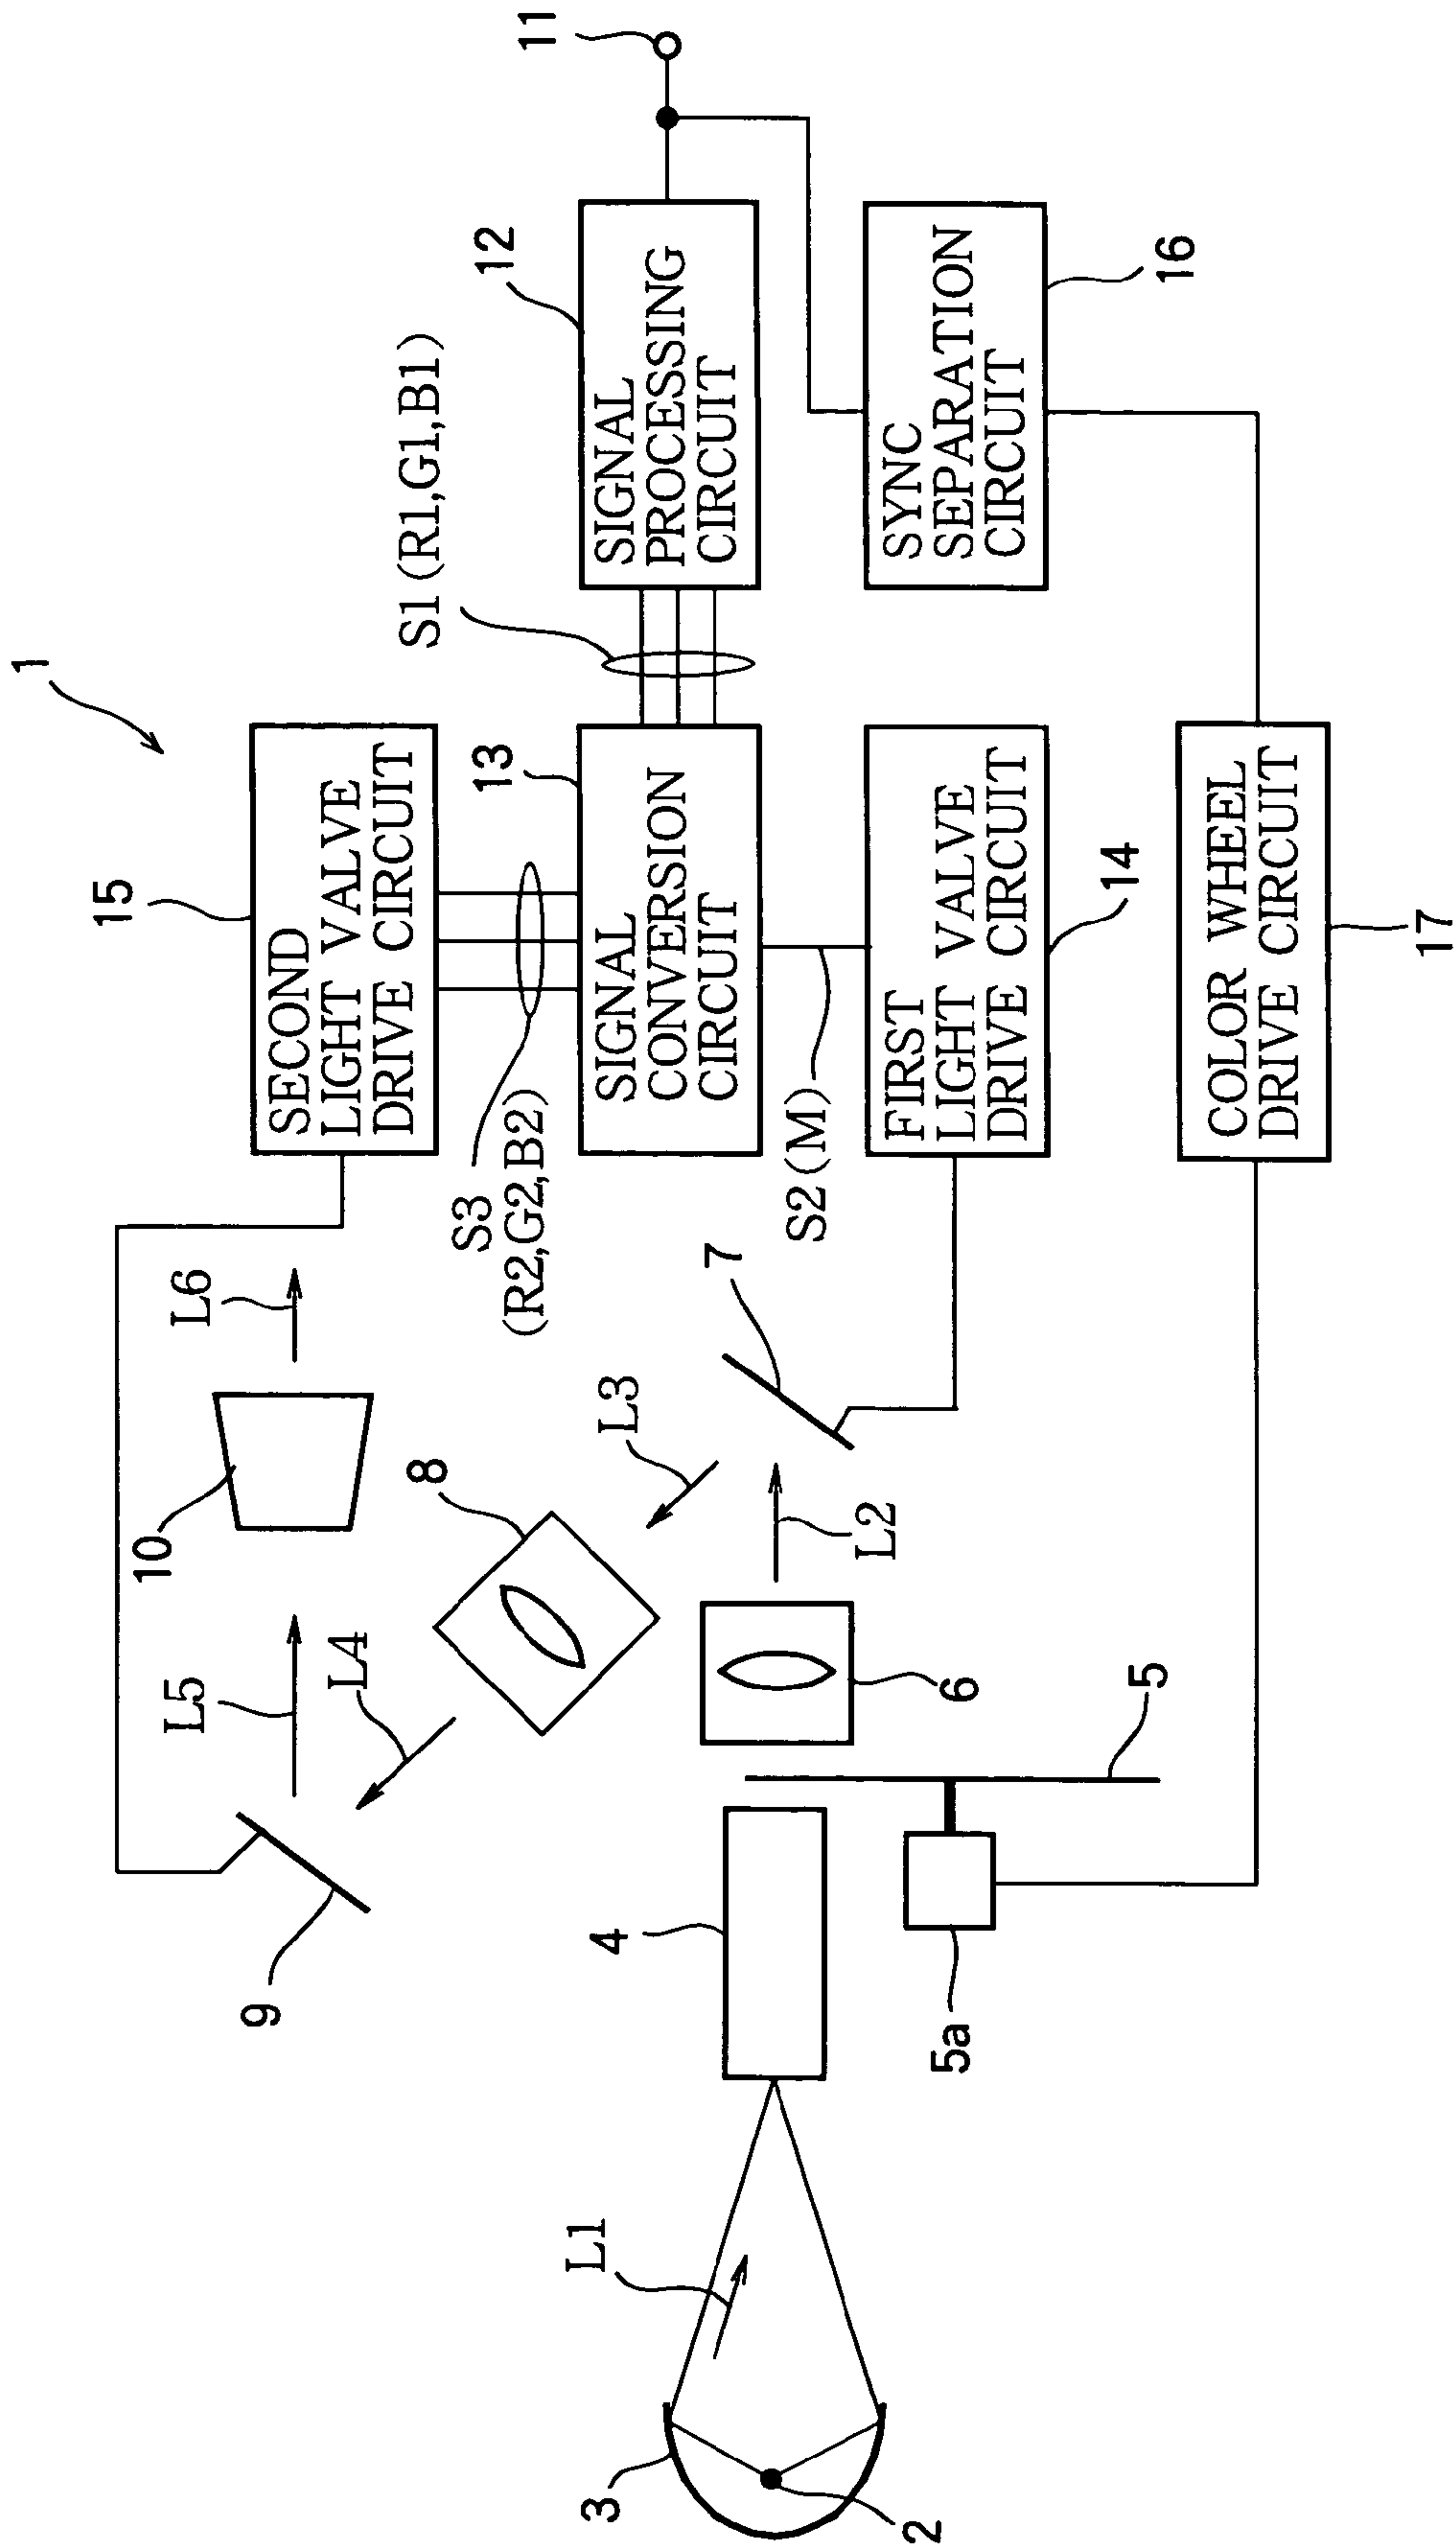 1
15
SECOND
LIGHT VALVE
DRIVE CIRCUIT
L6
10
L5
L4
9
S3
(R2,G2,B2)
S1(R1,G1,B1)
13
SIGNAL
CONVERSION
CIRCUIT
12
SIGNAL
PROCESSING
CIRCUIT
11
8
L3
7
S2(M)
FIRST
LIGHT VALVE
DRIVE CIRCUIT
14
SYNC
SEPARATION
CIRCUIT
16
L1
4
L2
6
3
2
5a
5
COLOR WHEEL
DRIVE CIRCUIT
17